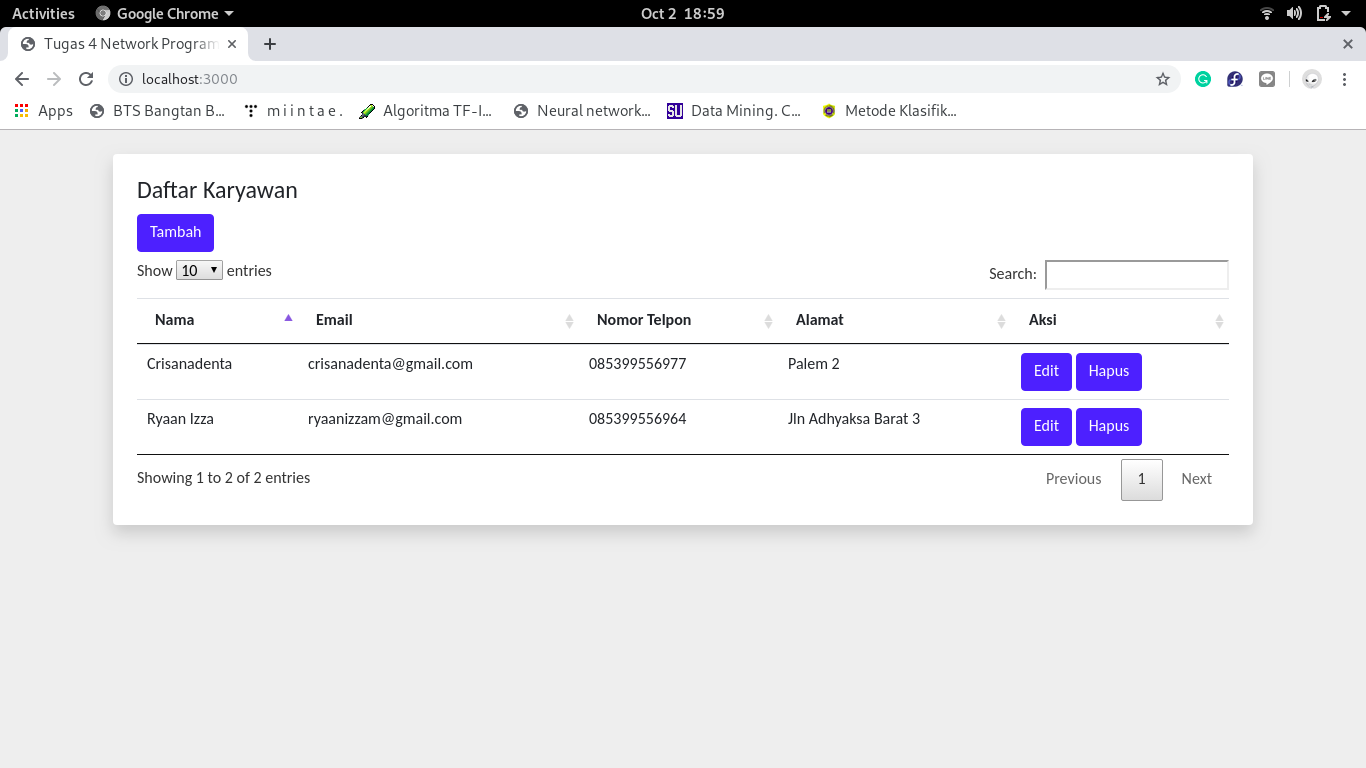 Activities Google Chrome Oct 2 18:59
Tugas 4 Network Program
localhost:3000
Apps BTS Bangtan B... m i i n t a e . Algoritma TF-I... Neural network... Data Mining. C... Metode Klasifik...
Daftar Karyawan
Tambah
Show 10 entries Search:
Nama Email Nomor Telpon Alamat Aksi
Crisanadenta crisanadenta@gmail.com 085399556977 Palem 2 Edit Hapus
Ryaan Izza ryaanizzam@gmail.com 085399556964 Jln Adhyaksa Barat 3 Edit Hapus
Showing 1 to 2 of 2 entries Previous 1 Next